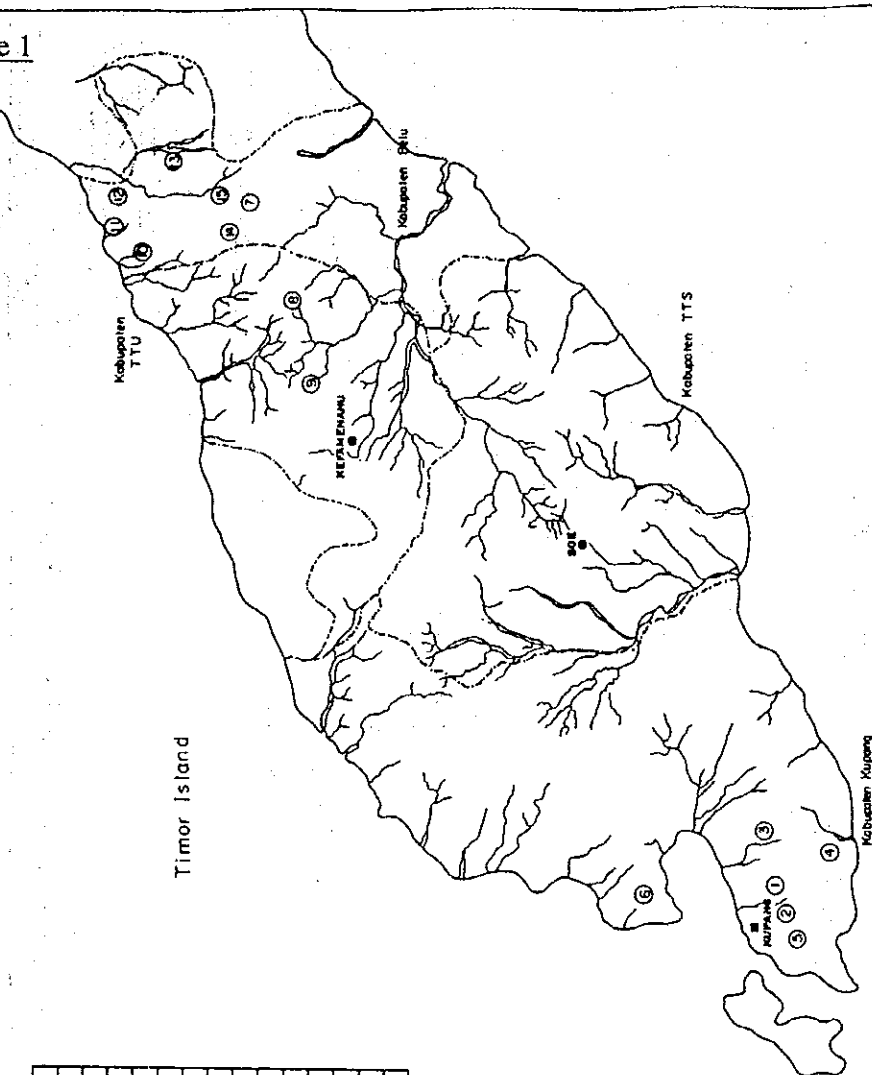 e 1
Timor Island
Kabupaten
TTU
Kabupaten Belu
Kabupaten TTS
Kabupaten Kupang
KEFAMENANU
SOE
KUPANG
11
12
13
10
15
7
14
8
9
6
3
1
2
4
5